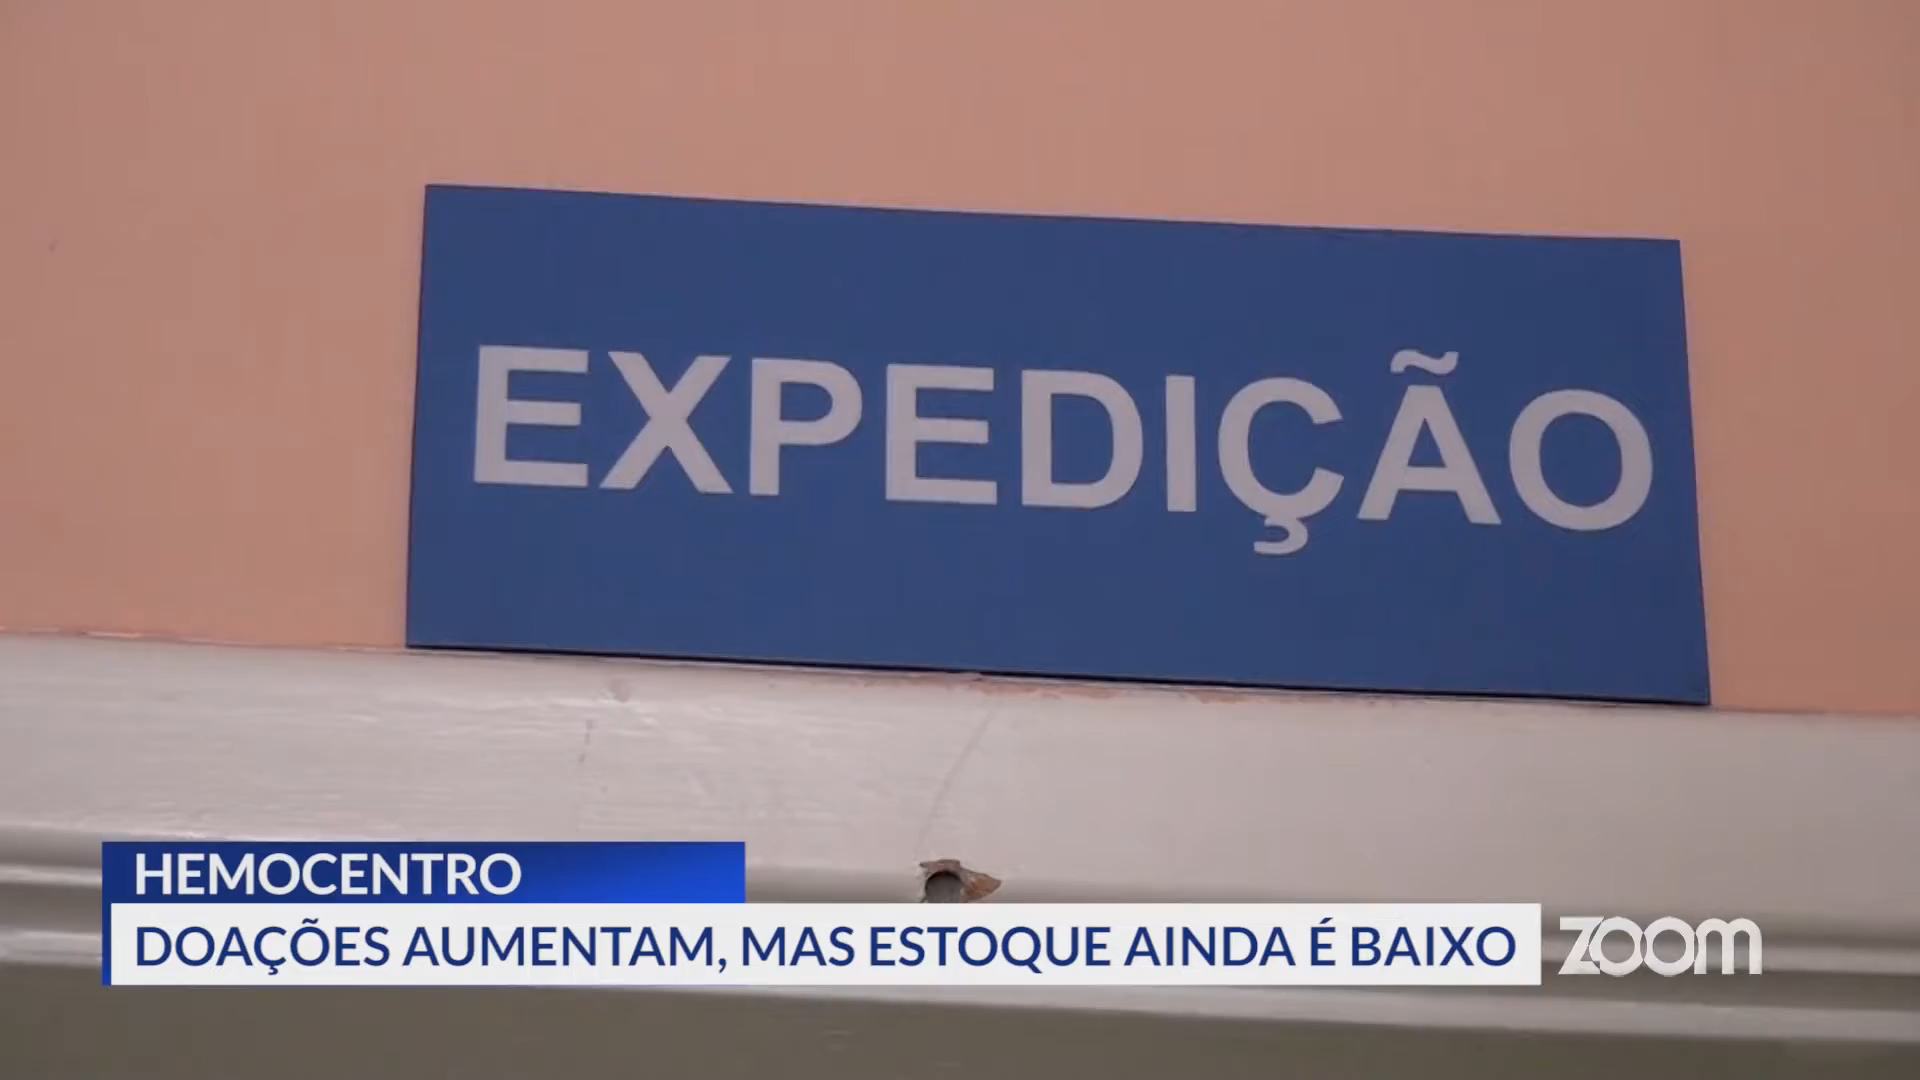 EXPEDIÇÃO
HEMOCENTRO
DOAÇÕES AUMENTAM, MAS ESTOQUE AINDA É BAIXO
zoom